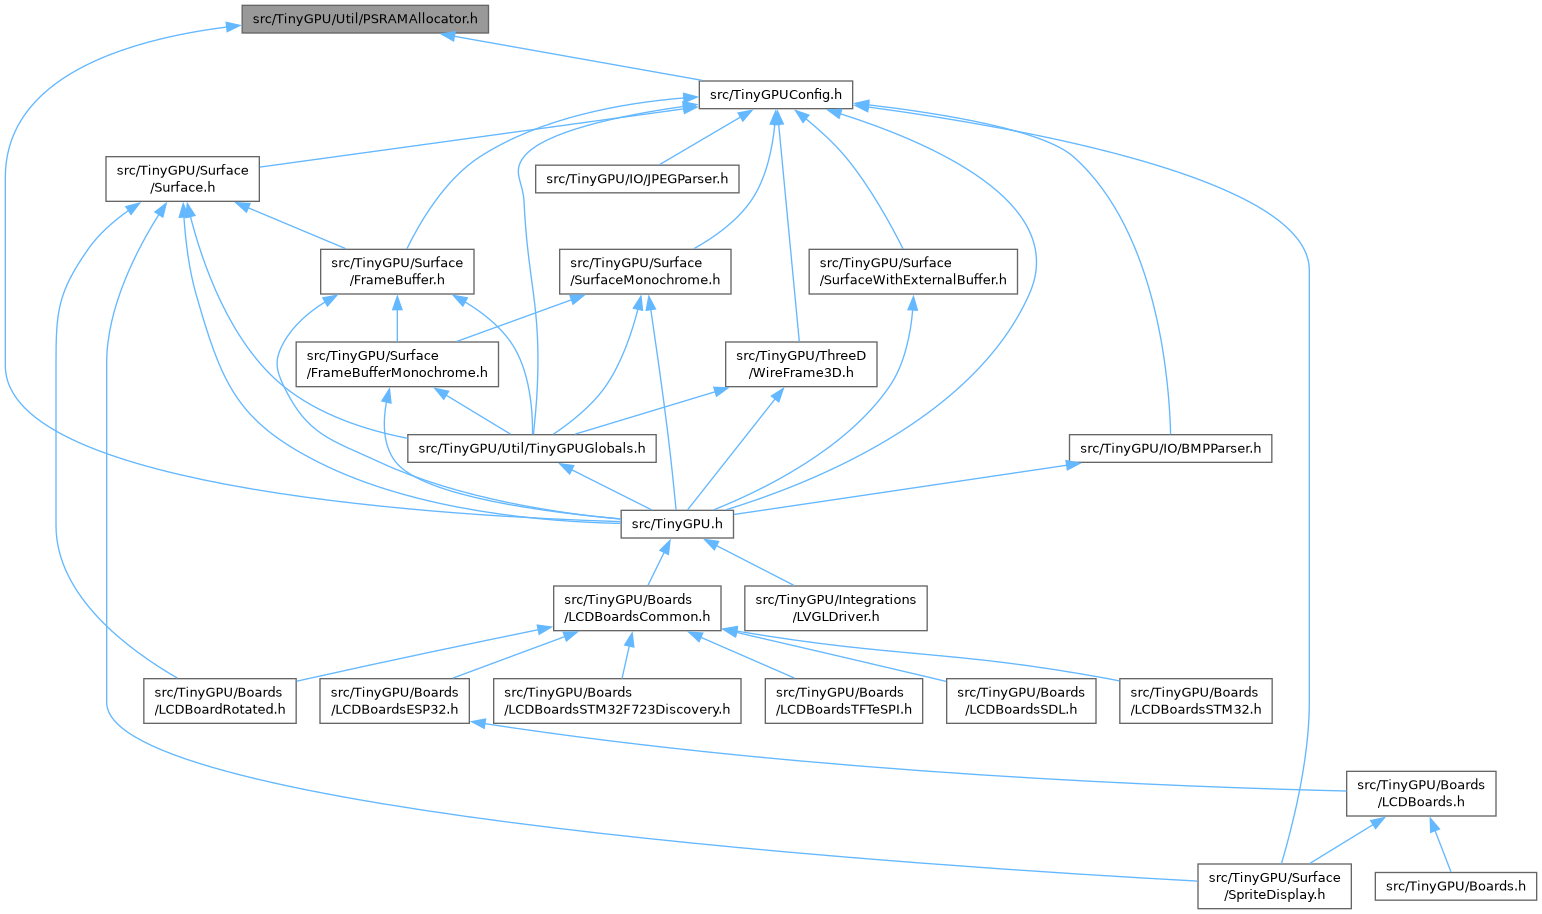 src/TinyGPU/Util/PSRAMAllocator.h
src/TinyGPUConfig.h
src/TinyGPU/Surface
/Surface.h
src/TinyGPU/IO/JPEGParser.h
src/TinyGPU/Surface
/FrameBuffer.h
src/TinyGPU/Surface
/SurfaceMonochrome.h
src/TinyGPU/Surface
/SurfaceWithExternalBuffer.h
src/TinyGPU/Surface
/FrameBufferMonochrome.h
src/TinyGPU/ThreeD
/WireFrame3D.h
src/TinyGPU/Util/TinyGPUGlobals.h
src/TinyGPU/IO/BMPParser.h
src/TinyGPU.h
src/TinyGPU/Boards
/LCDBoardsCommon.h
src/TinyGPU/Integrations
/LVGLDriver.h
src/TinyGPU/Boards
/LCDBoardRotated.h
src/TinyGPU/Boards
/LCDBoardsESP32.h
src/TinyGPU/Boards
/LCDBoardsSTM32F723Discovery.h
src/TinyGPU/Boards
/LCDBoardsTFTeSPI.h
src/TinyGPU/Boards
/LCDBoardsSDL.h
src/TinyGPU/Boards
/LCDBoardsSTM32.h
src/TinyGPU/Boards
/LCDBoards.h
src/TinyGPU/Surface
/SpriteDisplay.h
src/TinyGPU/Boards.h